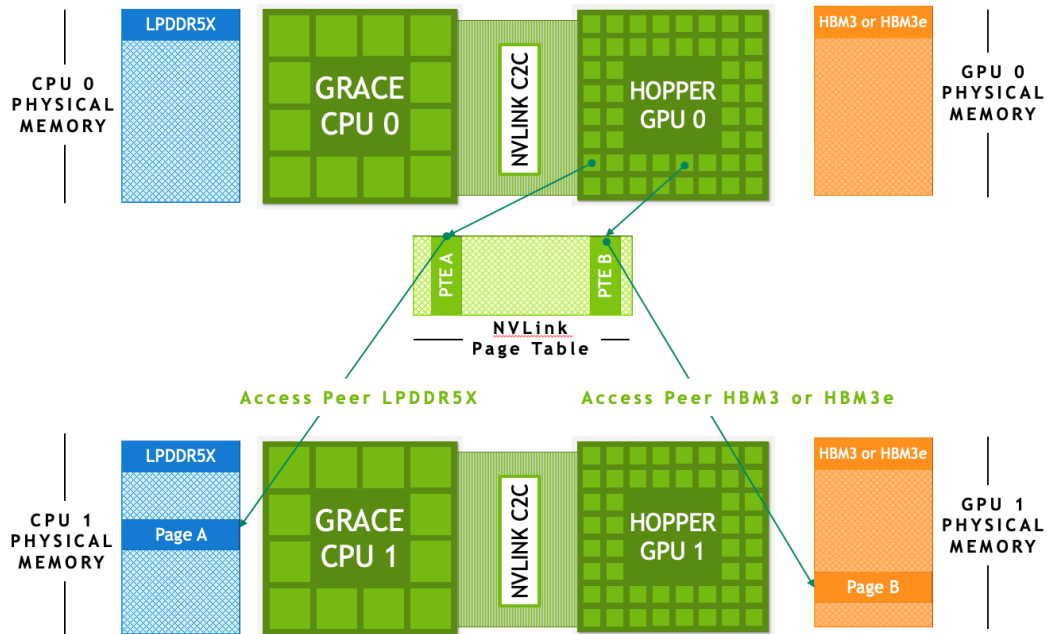 LPDDR5X
CPU 0
PHYSICAL
MEMORY
GRACE
CPU 0
NVLINK C2C
HOPPER
GPU 0
HBM3 or HBM3e
GPU 0
PHYSICAL
MEMORY
PTE A
PTE B
NVLink
Page Table
Access Peer LPDDR5X
Access Peer HBM3 or HBM3e
LPDDR5X
Page A
CPU 1
PHYSICAL
MEMORY
GRACE
CPU 1
NVLINK C2C
HOPPER
GPU 1
HBM3 or HBM3e
Page B
GPU 1
PHYSICAL
MEMORY